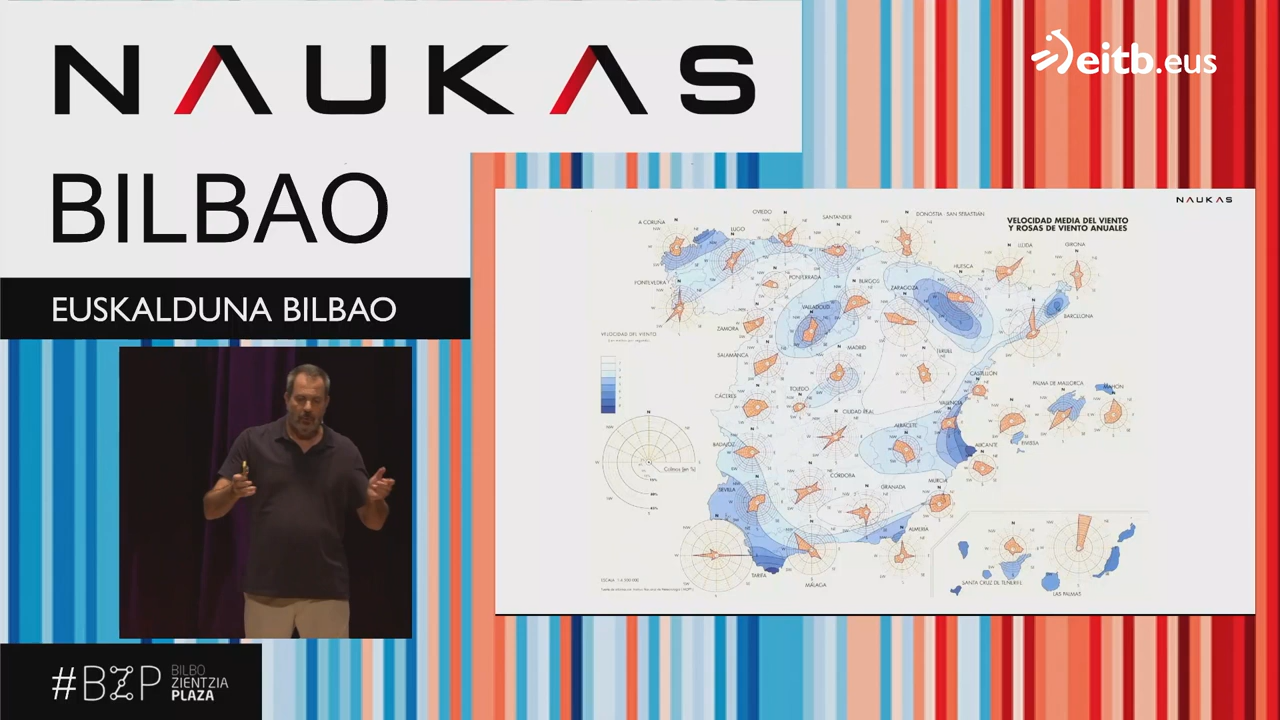 NAUKAS
eitb.eus
BILBAO
EUSKALDUNA BILBAO
NAUKAS
VELOCIDAD MEDIA DEL VIENTO
Y ROSAS DE VIENTO ANUALES
OVIEDO
SANTANDER
DONOSTIA - SAN SEBASTIAN
A CORUÑA
LUGO
LLEIDA
GIRONA
HUESCA
PONTEVEDRA
PONFERRADA
BURGOS
ZARAGOZA
VALLADOLID
BARCELONA
ZAMORA
VELOCIDAD DEL VIENTO
SALAMANCA
MADRID
TERUEL
CASTELLÓN
PALMA DE MALLORCA
MAHÓN
TOLEDO
CÁCERES
VALENCIA
CIUDAD REAL
ALBACETE
BADAJOZ
ALICANTE
CÓRDOBA
MURCIA
SEVILLA
GRANADA
ALMERIA
TARIFA
MÁLAGA
SANTA CRUZ DE TENERIFE
LAS PALMAS
#BZP
BILBO
ZIENTZIA
PLAZA